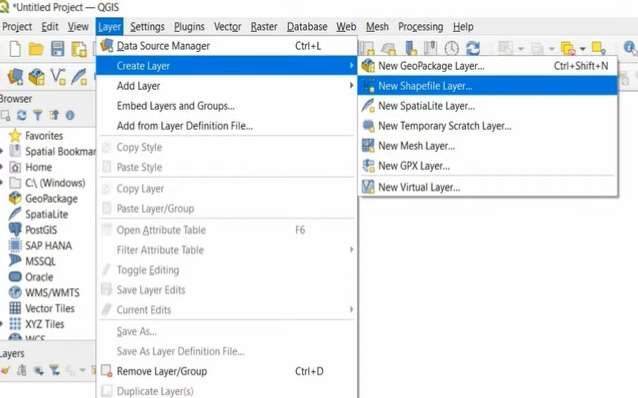 *Untitled Project — QGIS
Project Edit View Layer Settings Plugins Vector Raster Database Web Mesh Processing Help
Data Source Manager Ctrl+L
Create Layer
Add Layer
Embed Layers and Groups...
Add from Layer Definition File...
Copy Style
Paste Style
Copy Layer
Paste Layer/Group
Open Attribute Table F6
Filter Attribute Table
Toggle Editing
Save Layer Edits
Current Edits
Save As...
Save As Layer Definition File...
Remove Layer/Group Ctrl+D
Duplicate Layer(s)
New GeoPackage Layer... Ctrl+Shift+N
New Shapefile Layer...
New SpatiaLite Layer...
New Temporary Scratch Layer...
New Mesh Layer...
New GPX Layer...
New Virtual Layer...
Browser
Favorites
Spatial Bookmar
Home
C:\ (Windows)
GeoPackage
SpatiaLite
PostGIS
SAP HANA
MSSQL
Oracle
WMS/WMTS
Vector Tiles
XYZ Tiles
WCS
Layers